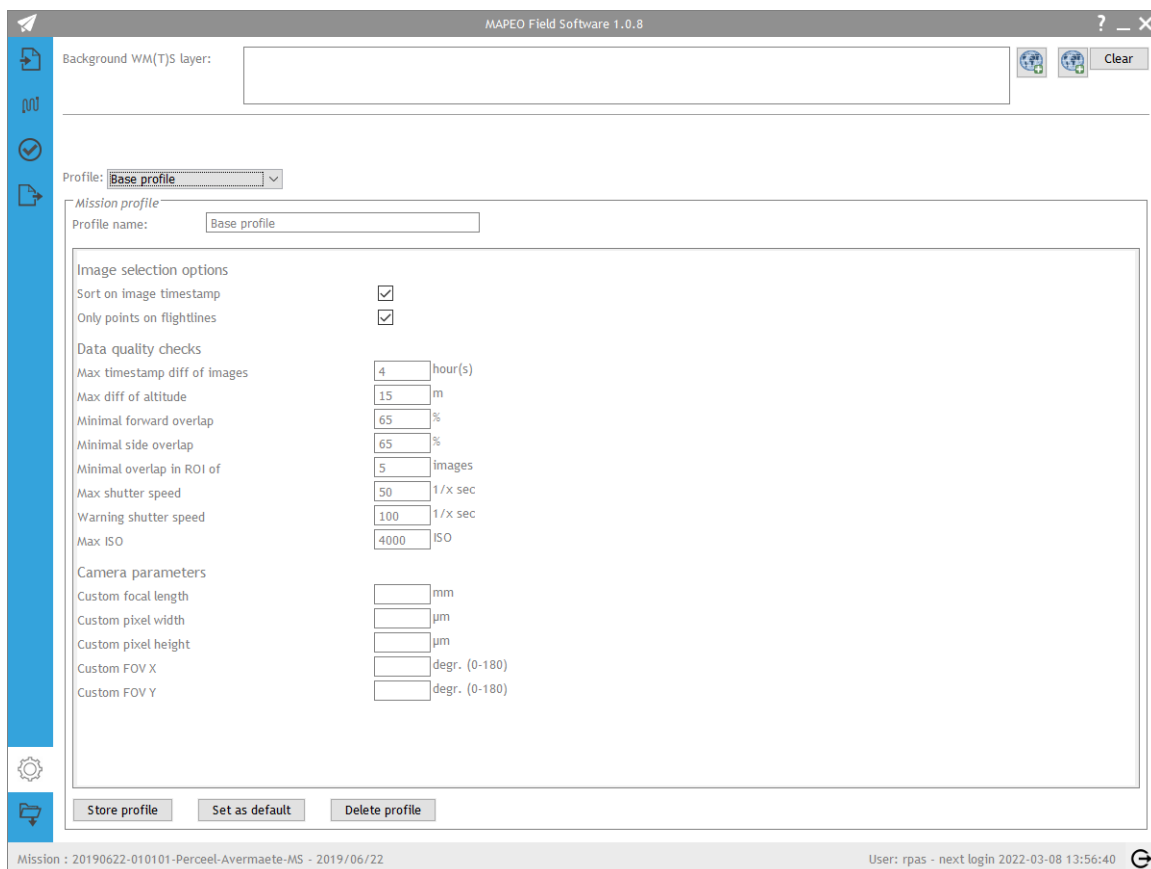 MAPEO Field Software 1.0.8 ?
Background WM(T)S layer: Clear
Profile: Base profile
Mission profile
Profile name: Base profile
Image selection options
Sort on image timestamp
Only points on flightlines
Data quality checks
Max timestamp diff of images 4 hour(s)
Max diff of altitude 15 m
Minimal forward overlap 65 %
Minimal side overlap 65 %
Minimal overlap in ROI of 5 images
Max shutter speed 50 1/x sec
Warning shutter speed 100 1/x sec
Max ISO 4000 ISO
Camera parameters
Custom focal length mm
Custom pixel width µm
Custom pixel height µm
Custom FOV X degr. (0-180)
Custom FOV Y degr. (0-180)
Store profile Set as default Delete profile
Mission : 20190622-010101-Perceel-Avermaete-MS - 2019/06/22 User: rpas - next login 2022-03-08 13:56:40